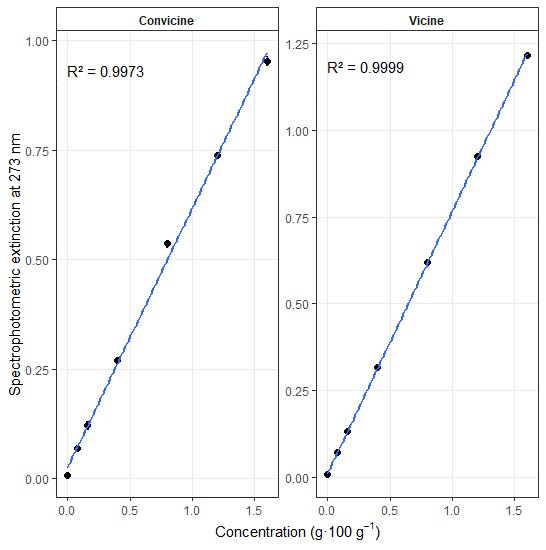 Convicine
Vicine
R² = 0.9973
R² = 0.9999
1.00
0.75
0.50
0.25
0.00
1.25
1.00
0.75
0.50
0.25
0.00
0.0 0.5 1.0 1.5
0.0 0.5 1.0 1.5
Spectrophotometric extinction at 273 nm
Concentration (g·100 g⁻¹)